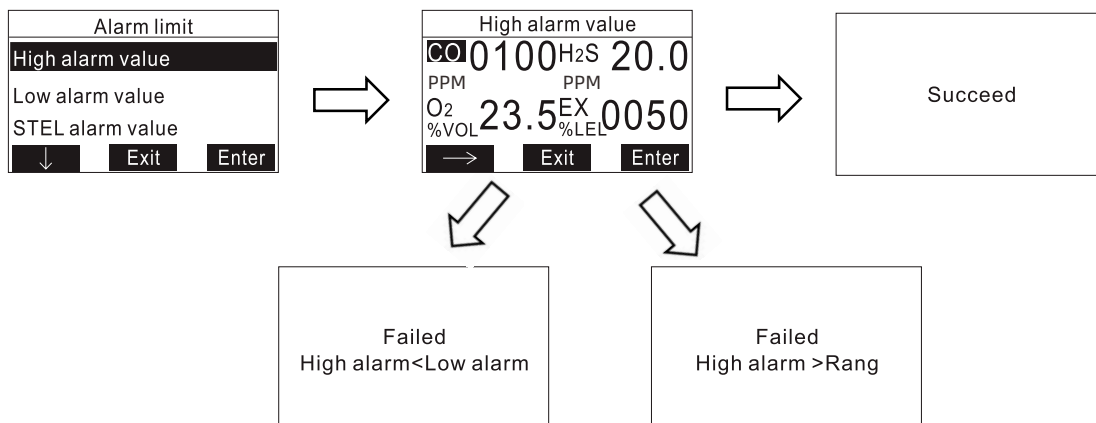 Alarm limit
High alarm value
Low alarm value
STEL alarm value
↓ Exit Enter
High alarm value
CO 0100 H2S 20.0
PPM PPM
O2 %VOL 23.5 EX %LEL 0050
→ Exit Enter
Succeed
Failed
High alarm<Low alarm
Failed
High alarm >Rang